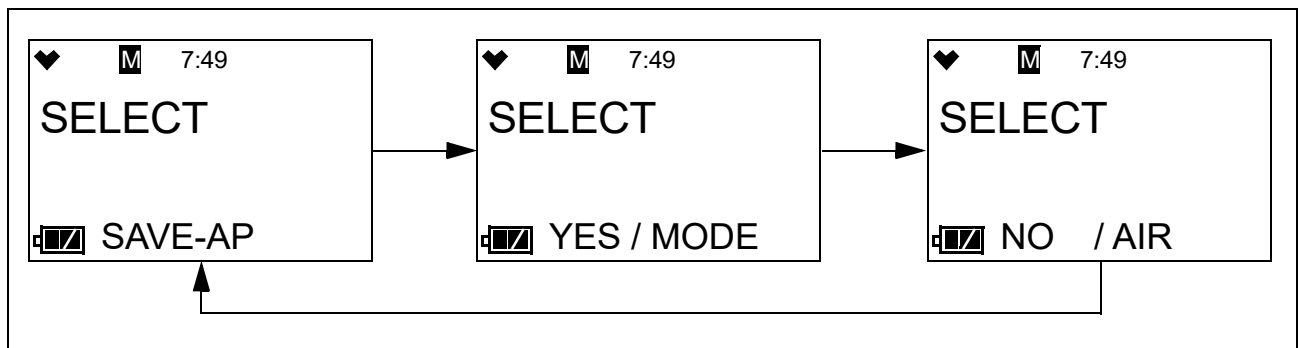 M 7:49
SELECT
SAVE-AP
M 7:49
SELECT
YES / MODE
M 7:49
SELECT
NO / AIR